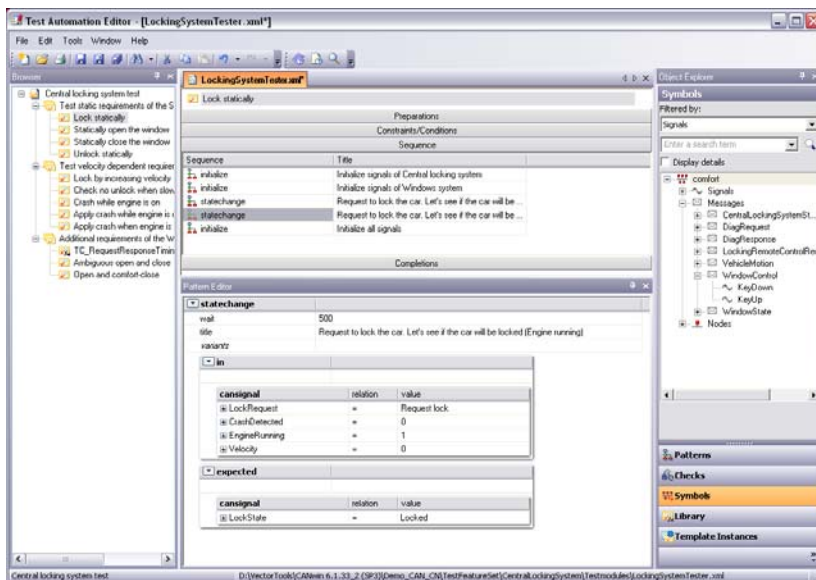 Test Automation Editor - [LockingSystemTester.xml*]
File Edit Tools Window Help
Browser
Central locking system test
Test static requirements of the S
Lock statically
Statically open the window
Statically close the window
Unlock statically
Test velocity dependent requirer
Lock by increasing velocity
Check no unlock when slow
Crash while engine is on
Apply crash while engine is
Apply crash when engine is
Additional requirements of the W
TC_RequestResponseTimin
Ambiguous open and close
Open and comfort-close
LockingSystemTester.xml*
Lock statically
Preparations
Constraints/Conditions
Sequence
Sequence Title
initialize Initialize signals of Central locking system
initialize Initialize signals of Windows system
statechange Request to lock the car. Let's see if the car will be ...
statechange Request to lock the car. Let's see if the car will be ...
initialize Initialize all signals
Completions
Pattern Editor
statechange
wait 500
title Request to lock the car. Let's see if the car will be locked (Engine running)
variants
in
cansignal relation value
LockRequest = Request lock
CrashDetected = 0
EngineRunning = 1
Velocity = 0
expected
cansignal relation value
LockState = Locked
Object Explorer
Symbols
Filtered by:
Signals
Enter a search term
Display details
comfort
Signals
Messages
CentralLockingSystemSt...
DiagRequest
DiagResponse
LockingRemoteControlRe
VehicleMotion
WindowControl
KeyDown
KeyUp
WindowState
Nodes
Patterns
Checks
Symbols
Library
Template Instances
Central locking system test D:\VectorTools\CANwin 6.1.33_2 (SP3)\Demo_CAN_CN\TestFeatureSet\CentralLockingSystem\Testmodules\LockingSystemTester.xml